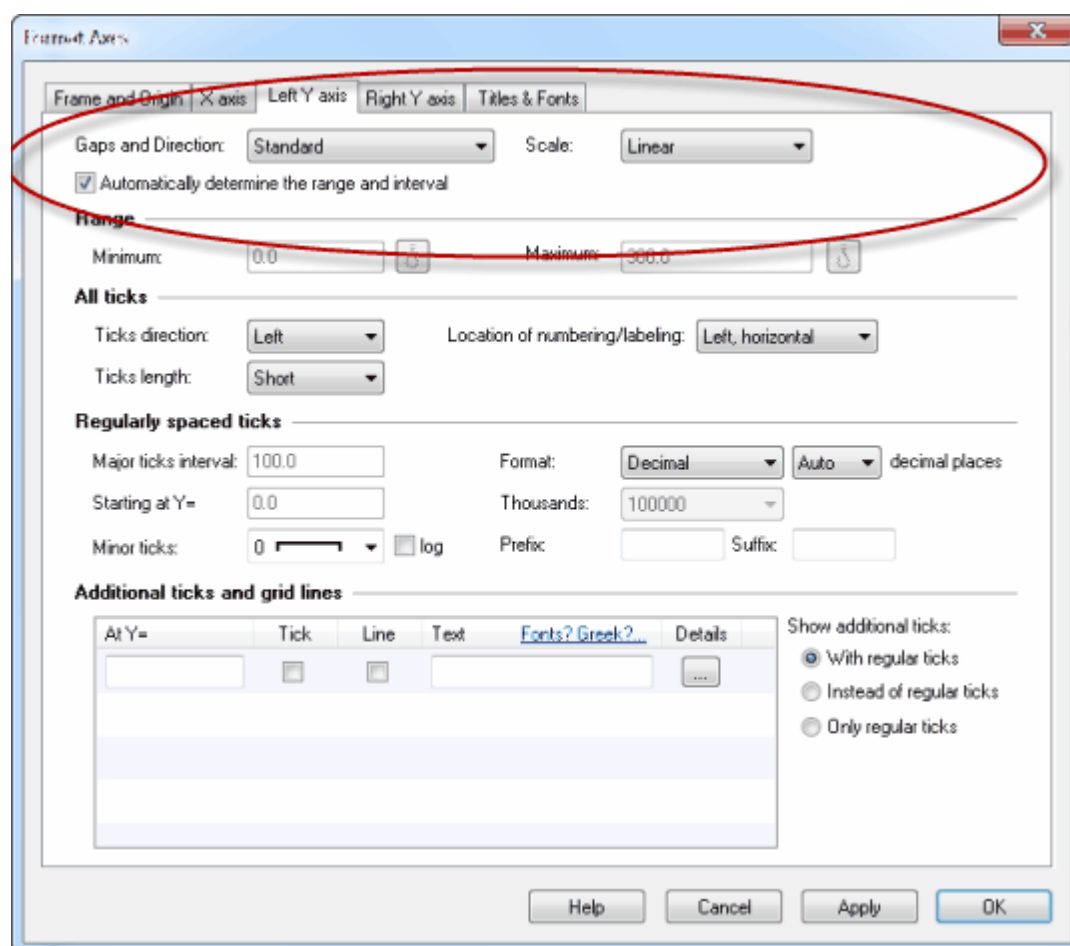 Format Axes
Frame and Origin X axis Left Y axis Right Y axis Titles & Fonts
Gaps and Direction: Standard Scale: Linear
Automatically determine the range and interval
Range
Minimum: 0.0 Maximum: 300.0
All ticks
Ticks direction: Left Location of numbering/labeling: Left, horizontal
Ticks length: Short
Regularly spaced ticks
Major ticks interval: 100.0 Format: Decimal Auto decimal places
Starting at Y= 0.0 Thousands: 100000
Minor ticks: 0 log Prefix: Suffix:
Additional ticks and grid lines
At Y= Tick Line Text Fonts? Greek?... Details Show additional ticks:
... With regular ticks
Instead of regular ticks
Only regular ticks
Help Cancel Apply OK